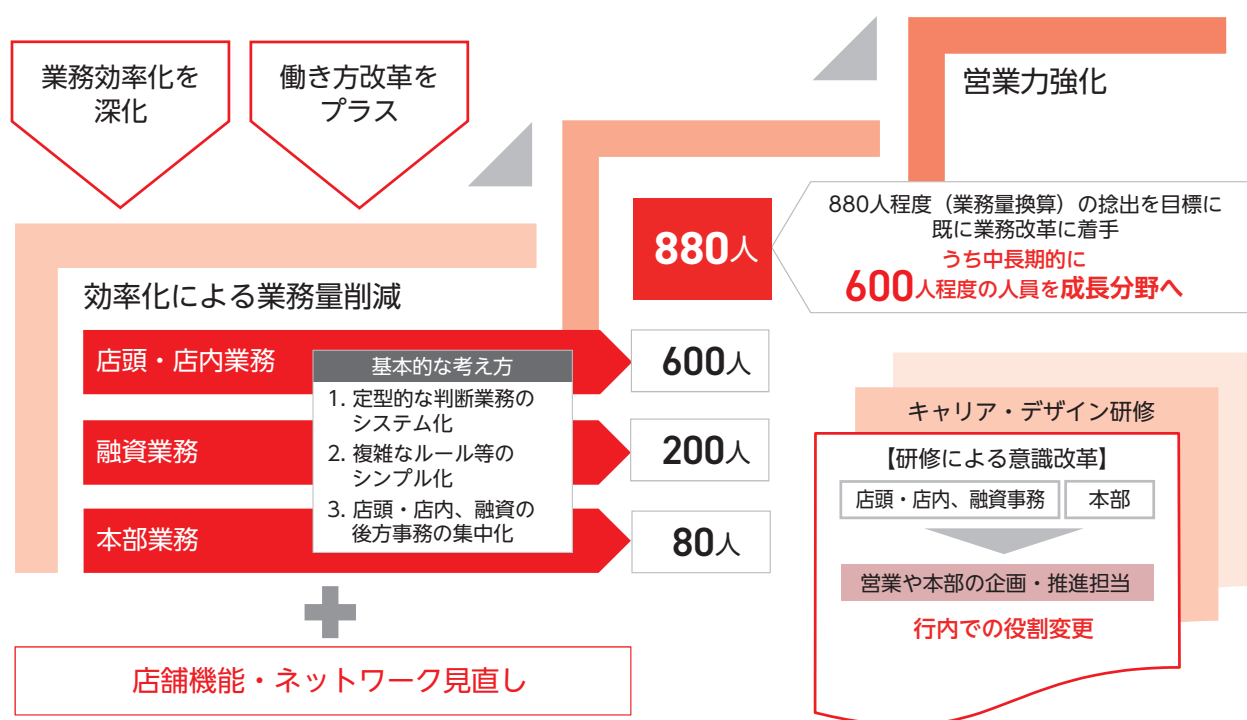 業務効率化を
深化
働き方改革を
プラス
営業力強化
880人程度（業務量換算）の捻出を目標に
既に業務改革に着手
うち中長期的に
600人程度の人員を成長分野へ
880人
効率化による業務量削減
店頭・店内業務
600人
融資業務
200人
本部業務
80人
基本的な考え方
1. 定型的な判断業務の
システム化
2. 複雑なルール等の
シンプル化
3. 店頭・店内、融資の
後方事務の集中化
店舗機能・ネットワーク見直し
キャリア・デザイン研修
【研修による意識改革】
店頭・店内、融資事務
本部
営業や本部の企画・推進担当
行内での役割変更